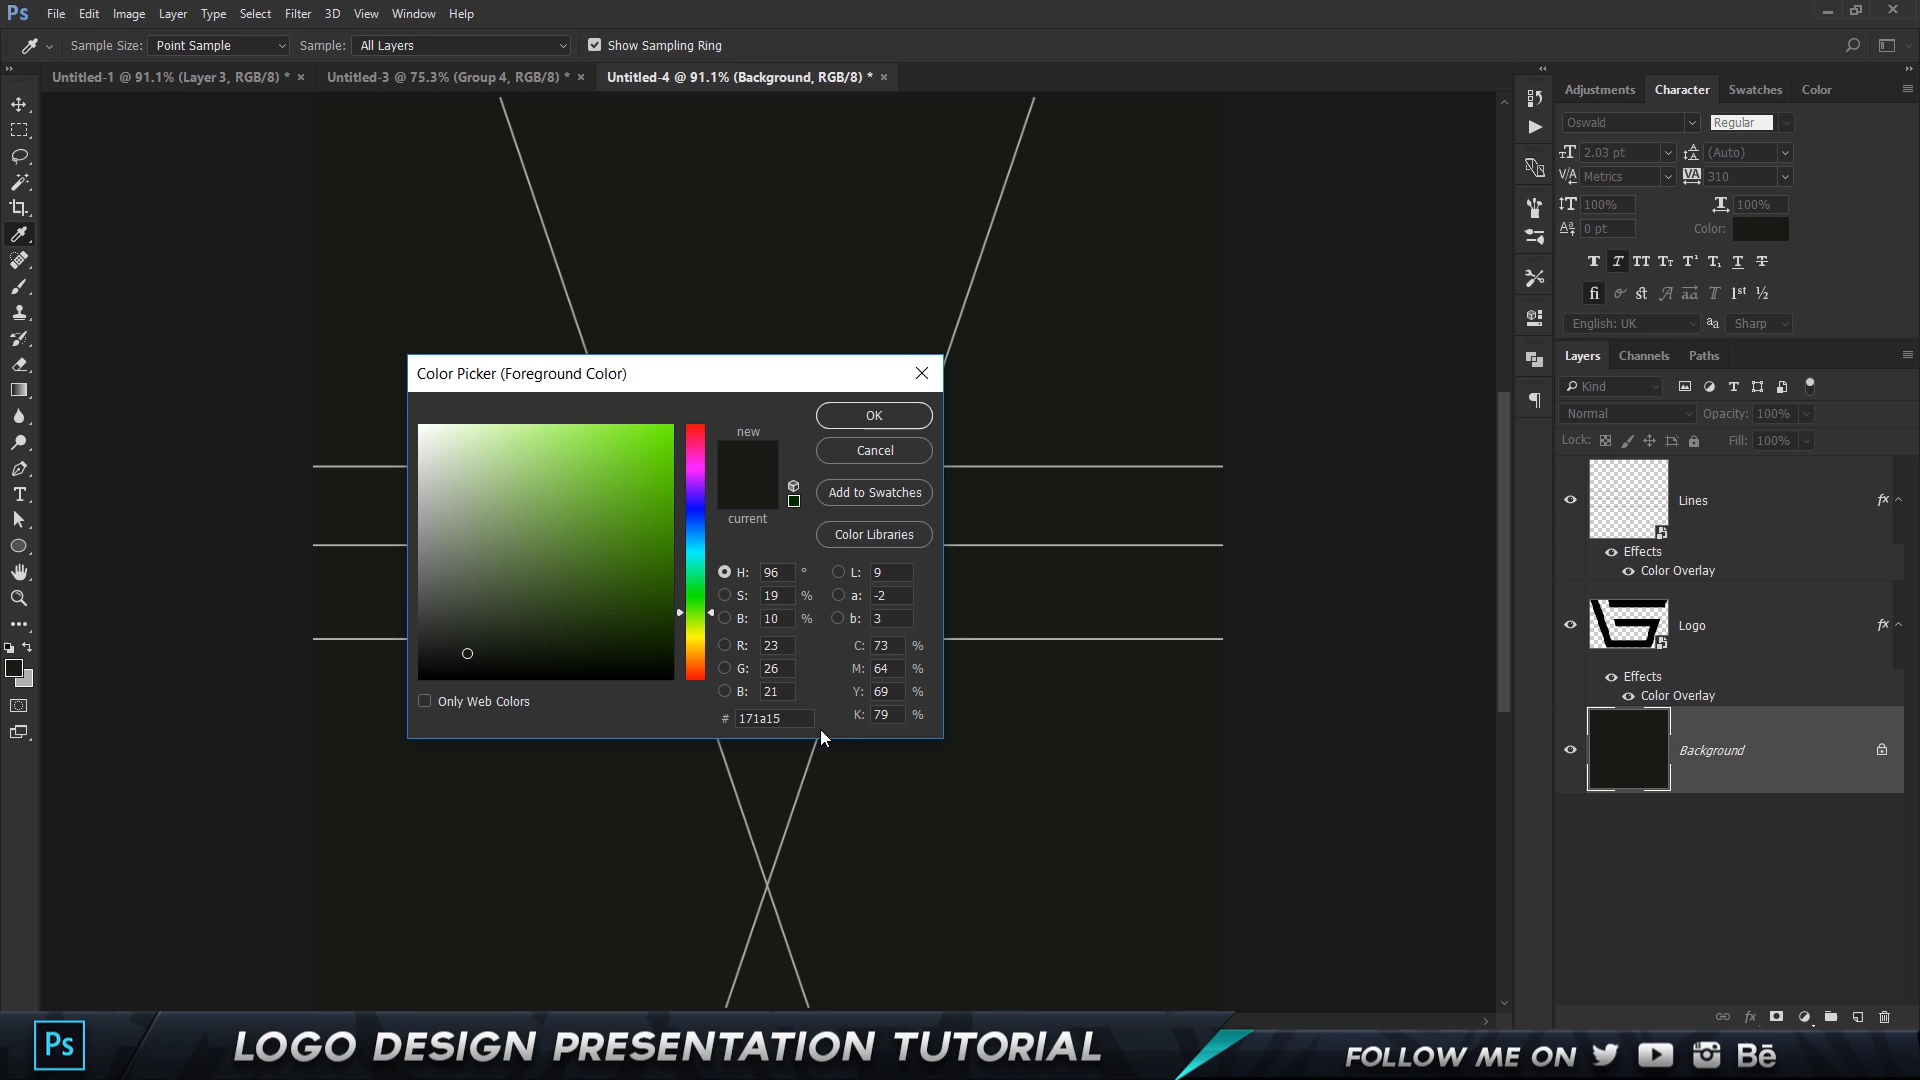 Ps File Edit Image Layer Type Select Filter 3D View Window Help
Sample Size: Point Sample Sample: All Layers Show Sampling Ring
Untitled-1 @ 91.1% (Layer 3, RGB/8) * × Untitled-3 @ 75.3% (Group 4, RGB/8) * × Untitled-4 @ 91.1% (Background, RGB/8) * ×
Adjustments Character Swatches Color
Oswald Regular
2.03 pt (Auto)
Metrics 310
100% 100%
0 pt Color:
English: UK Sharp
Layers Channels Paths
Kind
Normal Opacity: 100%
Lock: Fill: 100%
Lines fx
Effects
Color Overlay
Logo fx
Effects
Color Overlay
Background
Color Picker (Foreground Color)
new
current
OK
Cancel
Add to Swatches
Color Libraries
H: 96 ° L: 9
S: 19 % a: -2
B: 10 % b: 3
R: 23 C: 73 %
G: 26 M: 64 %
B: 21 Y: 69 %
# 171a15 K: 79 %
Only Web Colors
Ps LOGO DESIGN PRESENTATION TUTORIAL
FOLLOW ME ON Bē